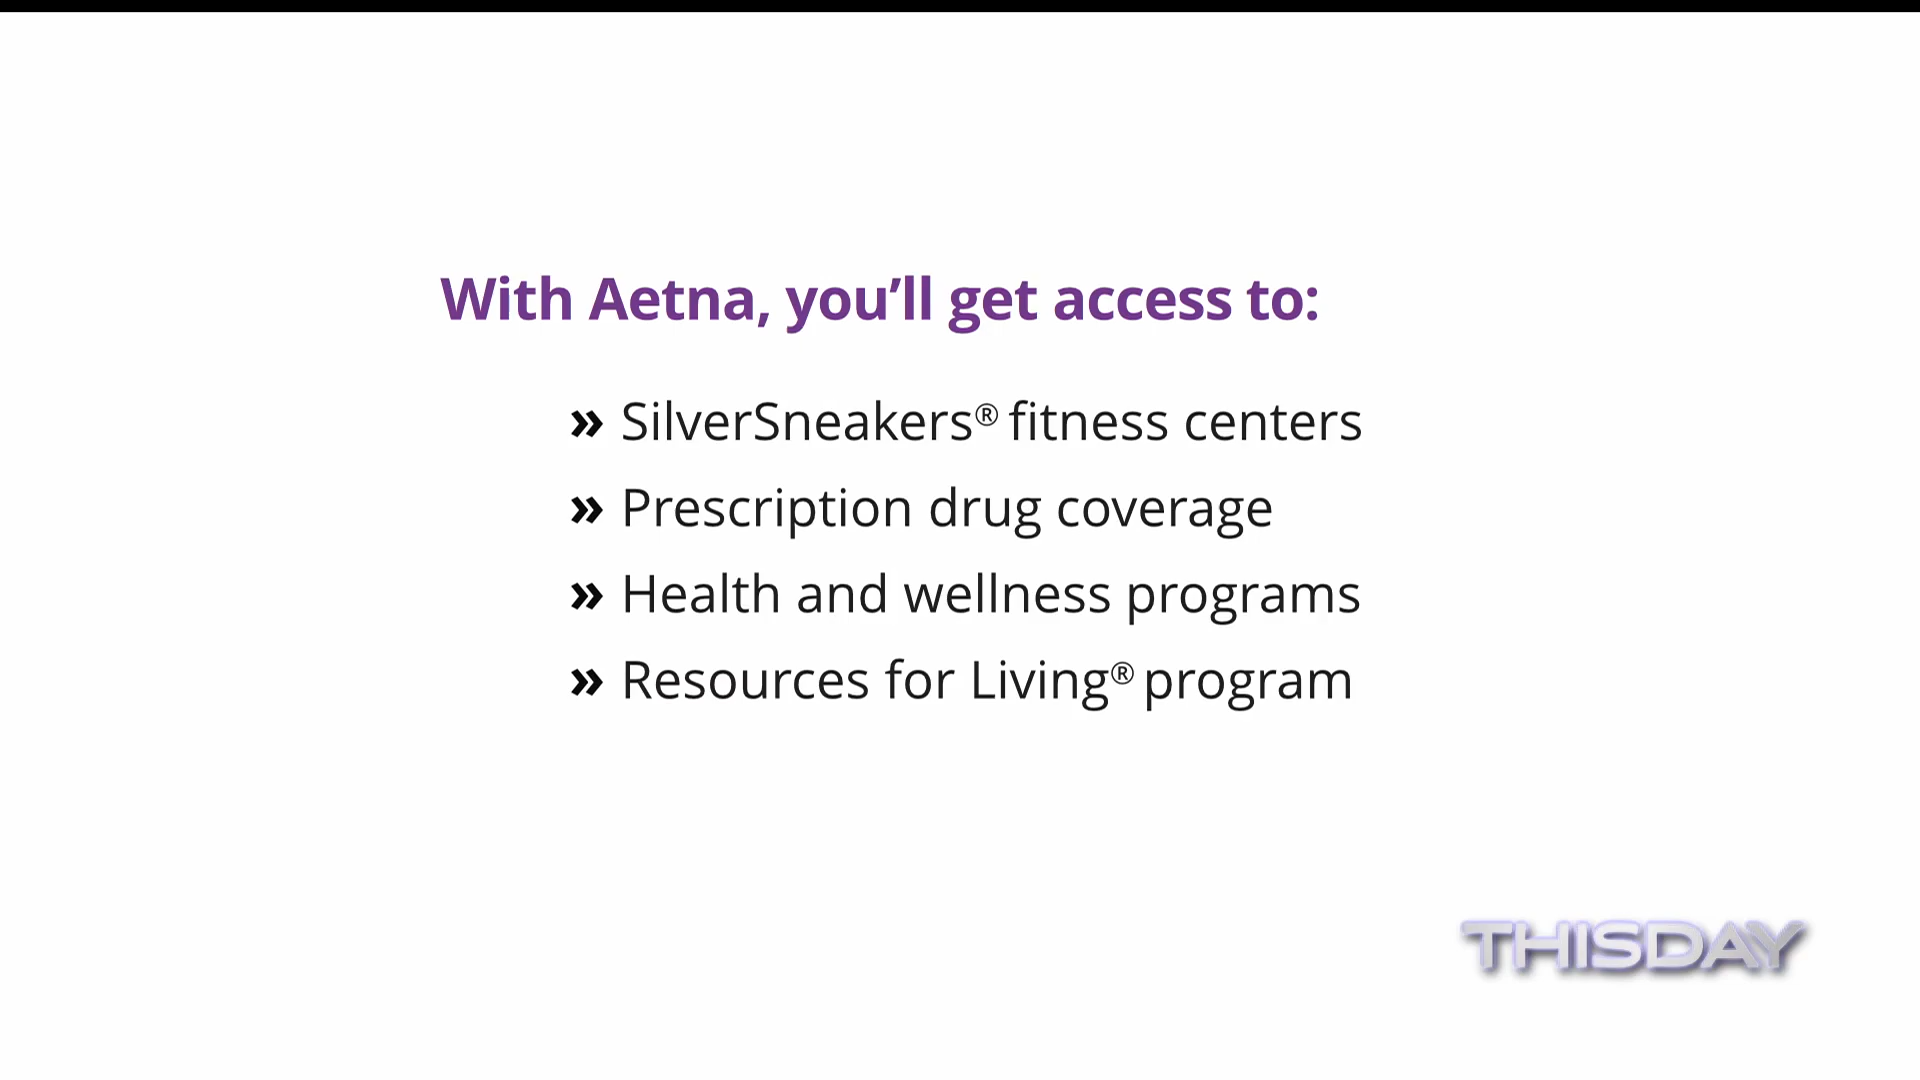 With Aetna, you’ll get access to:
» SilverSneakers® fitness centers
» Prescription drug coverage
» Health and wellness programs
» Resources for Living® program
THISDAY